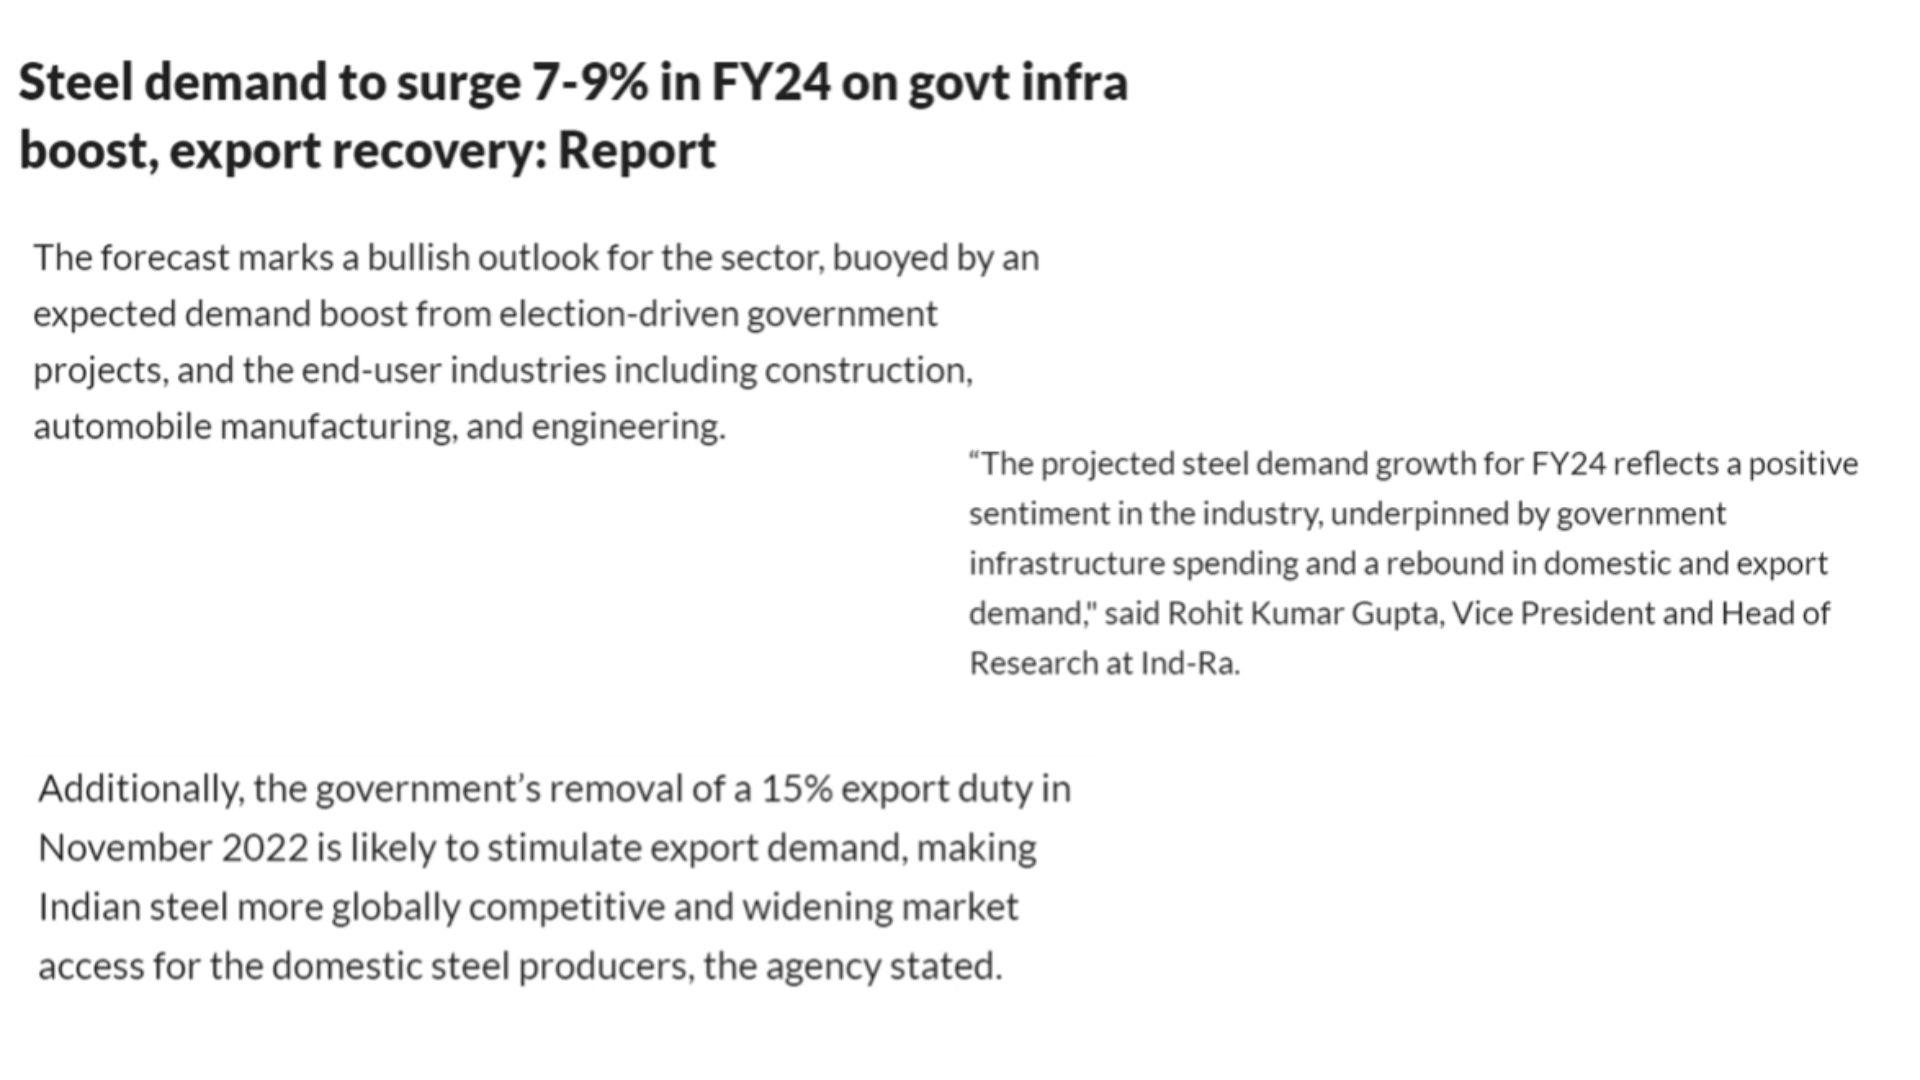 Steel demand to surge 7-9% in FY24 on govt infra
boost, export recovery: Report
The forecast marks a bullish outlook for the sector, buoyed by an
expected demand boost from election-driven government
projects, and the end-user industries including construction,
automobile manufacturing, and engineering.
“The projected steel demand growth for FY24 reflects a positive
sentiment in the industry, underpinned by government
infrastructure spending and a rebound in domestic and export
demand," said Rohit Kumar Gupta, Vice President and Head of
Research at Ind-Ra.
Additionally, the government’s removal of a 15% export duty in
November 2022 is likely to stimulate export demand, making
Indian steel more globally competitive and widening market
access for the domestic steel producers, the agency stated.